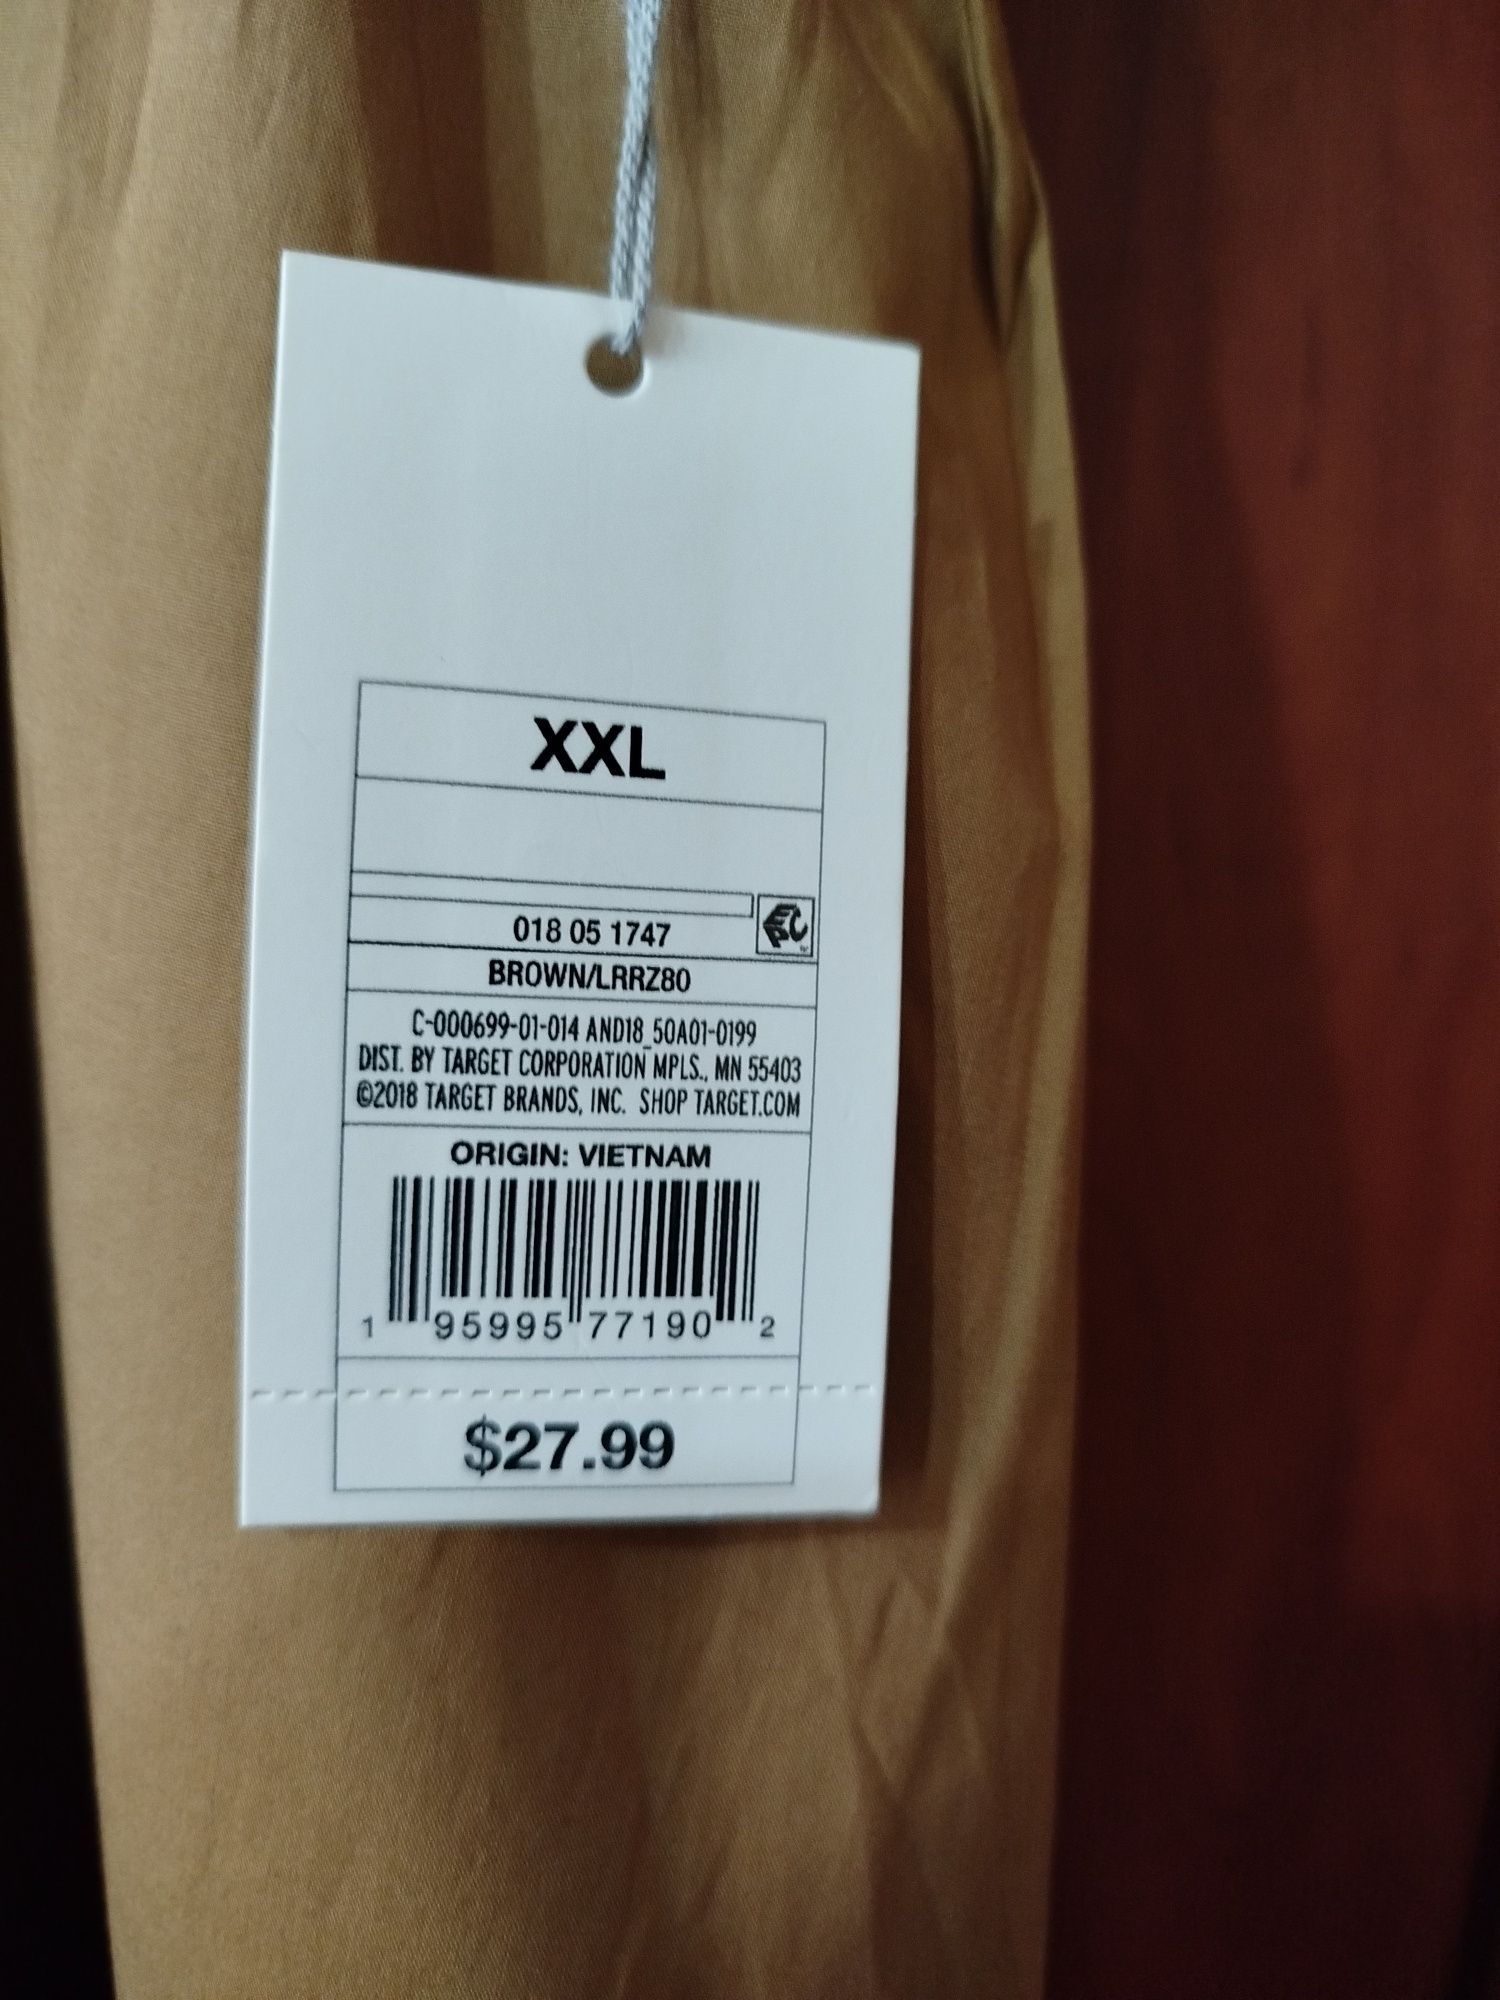 XXL
018 05 1747
EPC
BROWN/LRRZ80
C-000699-01-014 AND18_50A01-0199
DIST. BY TARGET CORPORATION MPLS., MN 55403
©2018 TARGET BRANDS, INC. SHOP TARGET.COM
ORIGIN: VIETNAM
1 95995 77190 2
$27.99